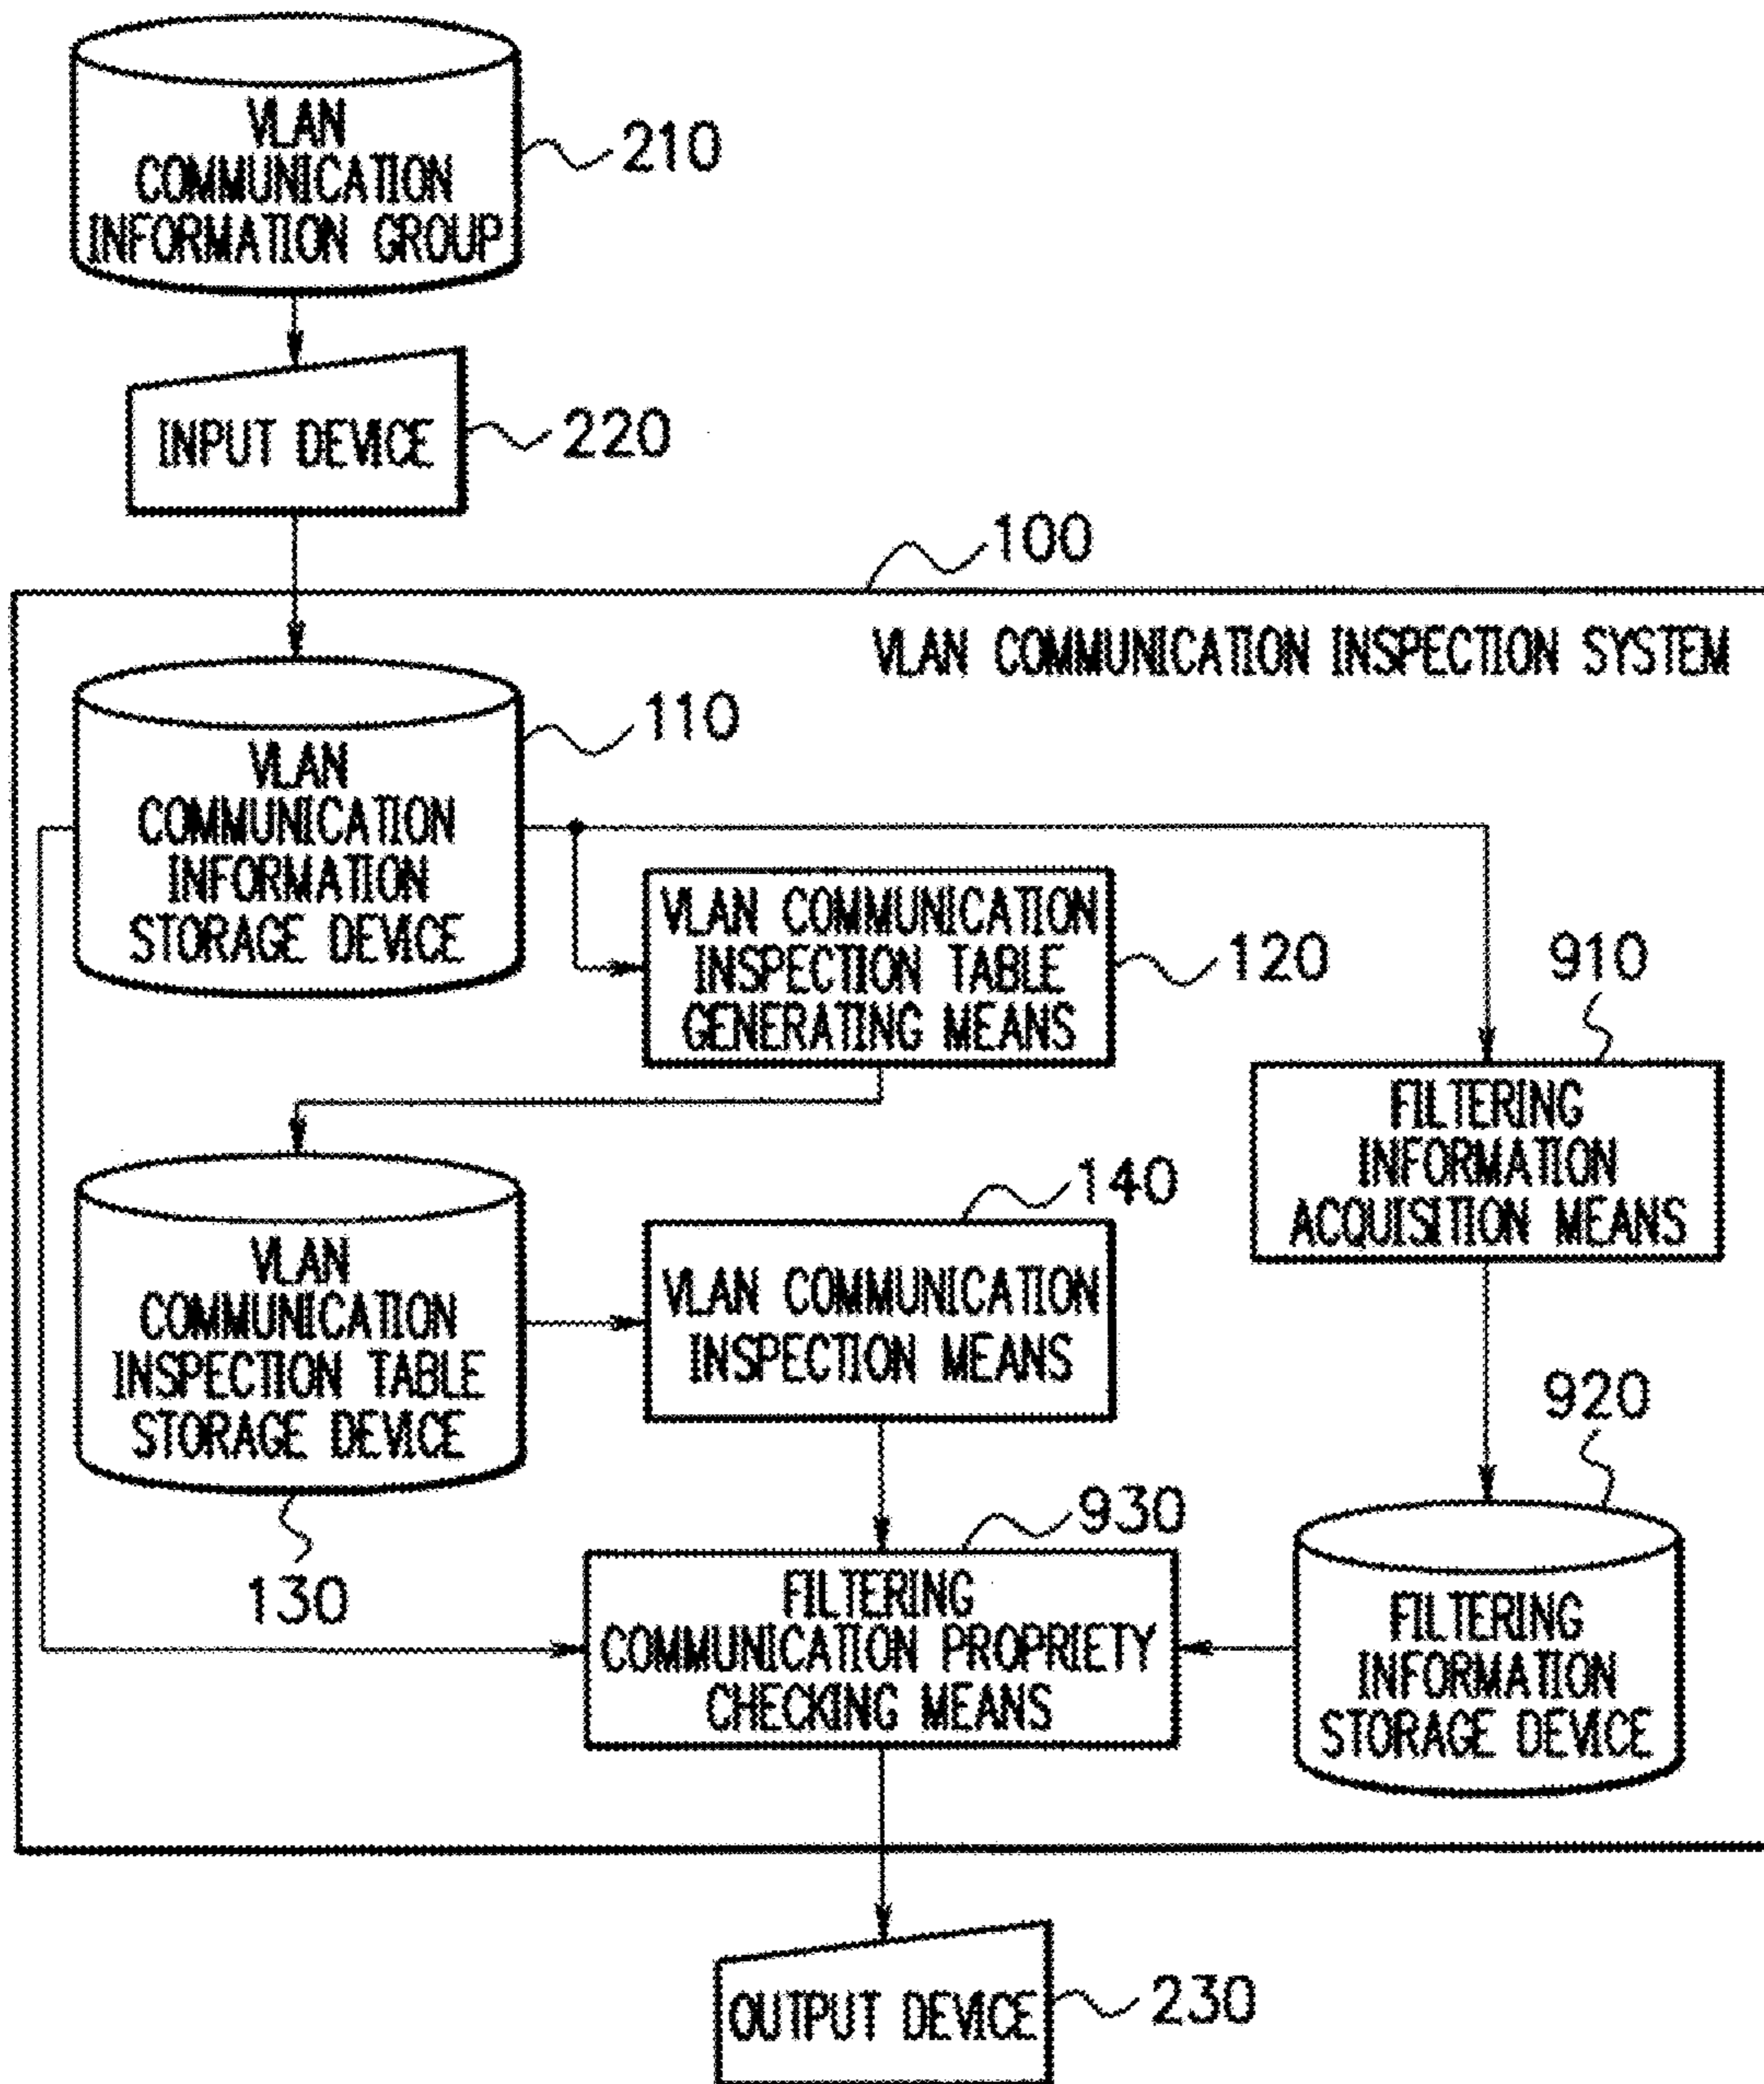 VLAN
COMMUNICATION
INFORMATION GROUP
210
INPUT DEVICE
220
100
VLAN COMMUNICATION INSPECTION SYSTEM
VLAN
COMMUNICATION
INFORMATION
STORAGE DEVICE
110
VLAN COMMUNICATION
INSPECTION TABLE
GENERATING MEANS
120
910
FILTERING
INFORMATION
ACQUISITION MEANS
VLAN
COMMUNICATION
INSPECTION TABLE
STORAGE DEVICE
130
140
VLAN COMMUNICATION
INSPECTION MEANS
920
FILTERING
INFORMATION
STORAGE DEVICE
930
FILTERING
COMMUNICATION PROPRIETY
CHECKING MEANS
OUTPUT DEVICE
230